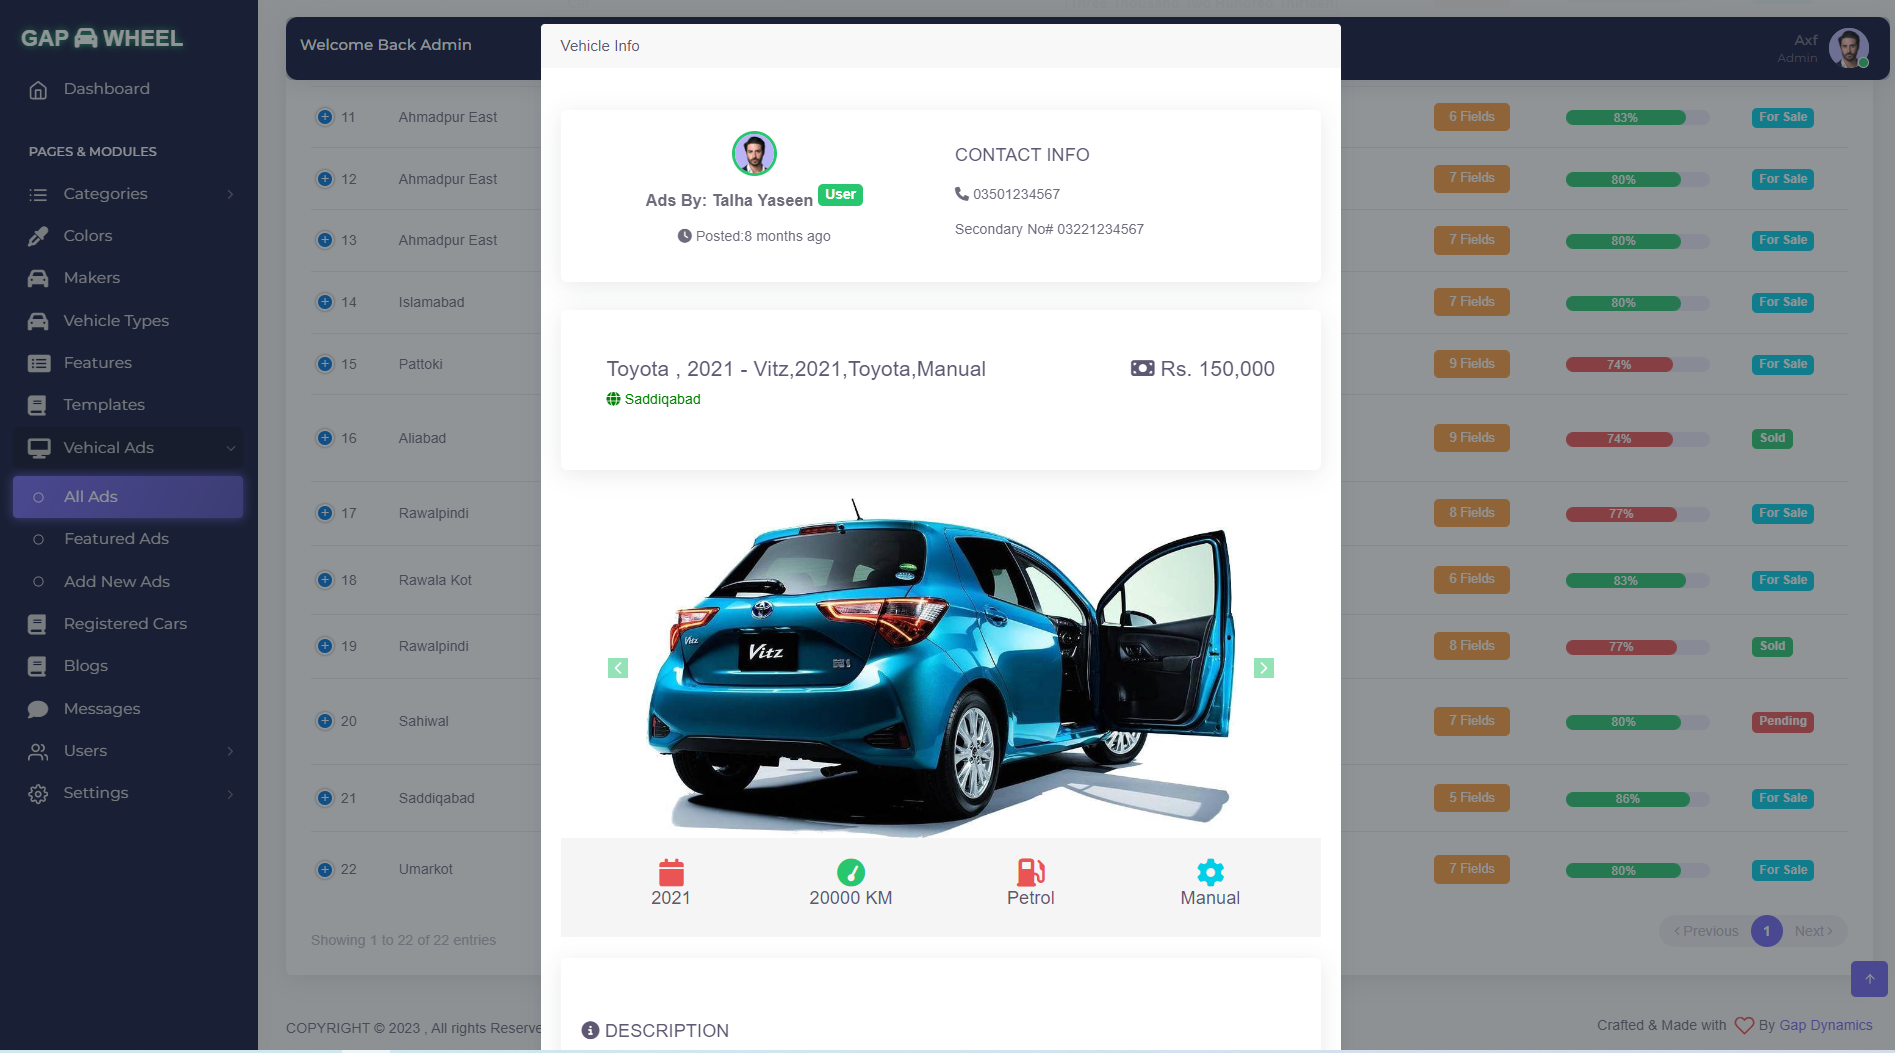 GAP WHEEL
Dashboard
PAGES & MODULES
Categories
Colors
Makers
Vehicle Types
Features
Templates
Vehical Ads
All Ads
Featured Ads
Add New Ads
Registered Cars
Blogs
Messages
Users
Settings
Welcome Back Admin
Axf
Admin
11 Ahmadpur East 6 Fields 83% For Sale
12 Ahmadpur East 7 Fields 80% For Sale
13 Ahmadpur East 7 Fields 80% For Sale
14 Islamabad 7 Fields 80% For Sale
15 Pattoki 9 Fields 74% For Sale
16 Aliabad 9 Fields 74% Sold
17 Rawalpindi 8 Fields 77% For Sale
18 Rawala Kot 6 Fields 83% For Sale
19 Rawalpindi 8 Fields 77% Sold
20 Sahiwal 7 Fields 80% Pending
21 Saddiqabad 5 Fields 86% For Sale
22 Umarkot 7 Fields 80% For Sale
Showing 1 to 22 of 22 entries
Previous 1 Next
COPYRIGHT © 2023 , All rights Reserve
Crafted & Made with By Gap Dynamics
Vehicle Info
Ads By: Talha Yaseen User
Posted:8 months ago
CONTACT INFO
03501234567
Secondary No# 03221234567
Toyota , 2021 - Vitz,2021,Toyota,Manual
Rs. 150,000
Saddiqabad
Vitz
Vitz
2021
20000 KM
Petrol
Manual
DESCRIPTION